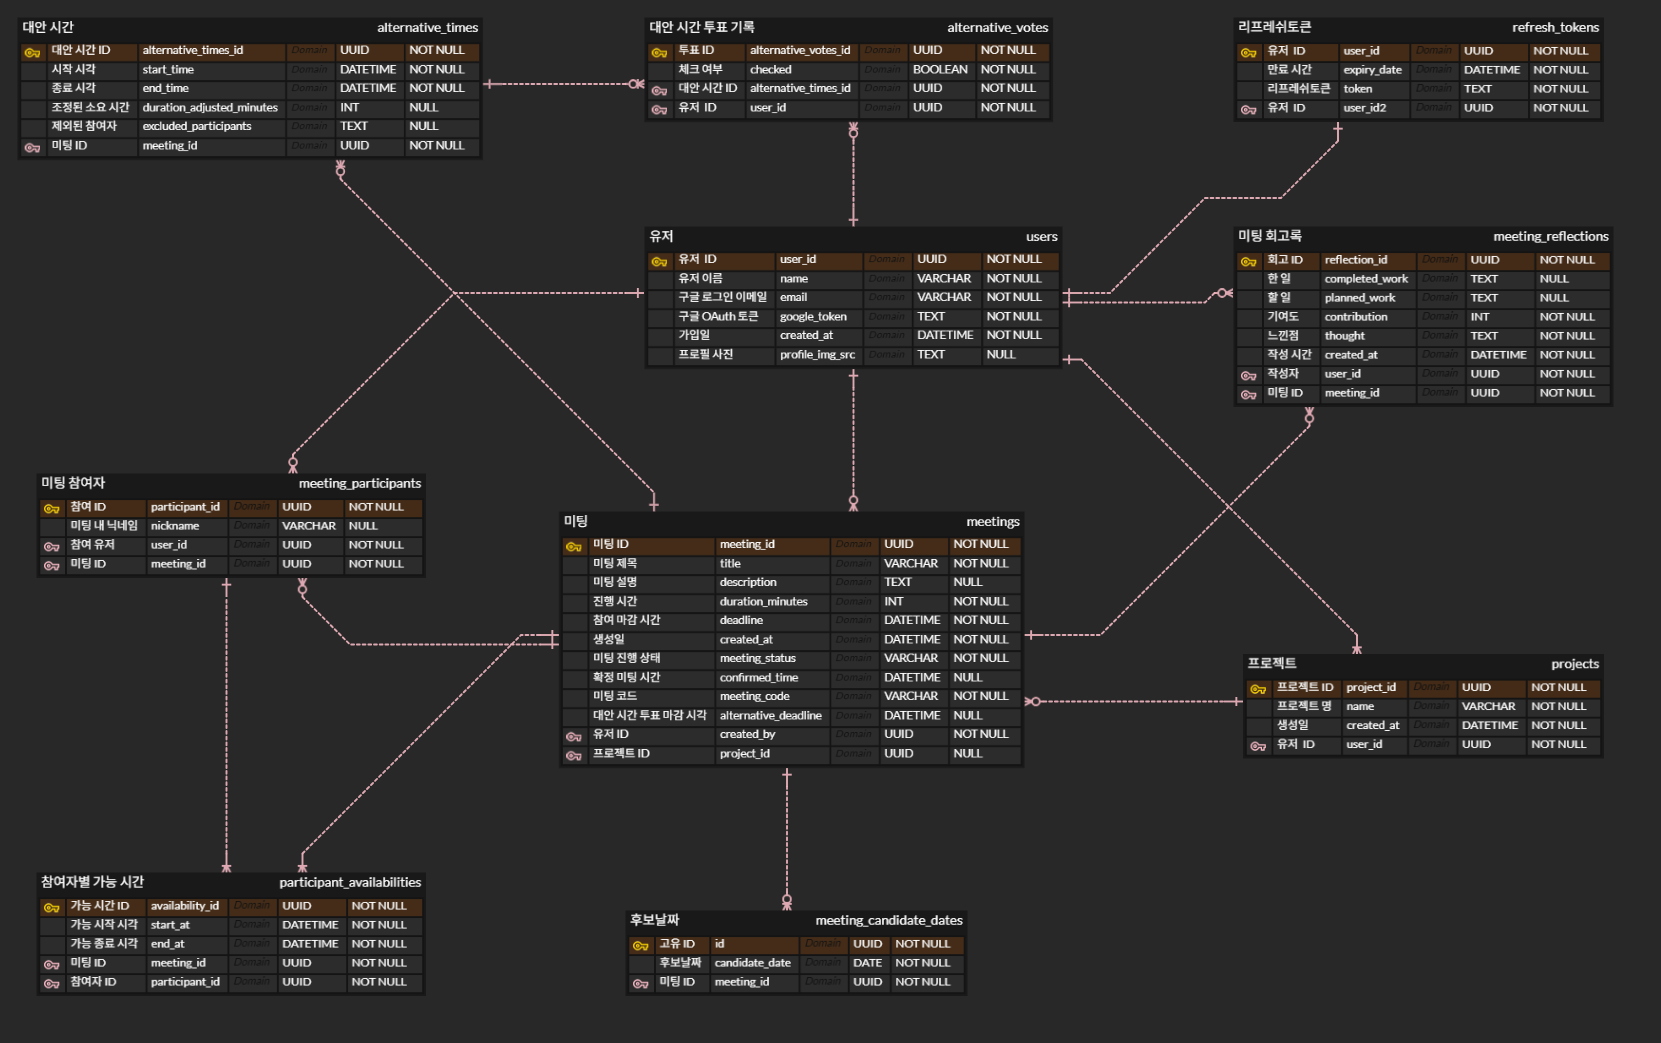 대안 시간 alternative_times
대안 시간 ID alternative_times_id Domain UUID NOT NULL
시작 시각 start_time Domain DATETIME NOT NULL
종료 시각 end_time Domain DATETIME NOT NULL
조정된 소요 시간 duration_adjusted_minutes Domain INT NULL
제외된 참여자 excluded_participants Domain TEXT NULL
미팅 ID meeting_id Domain UUID NOT NULL
대안 시간 투표 기록 alternative_votes
투표 ID alternative_votes_id Domain UUID NOT NULL
체크 여부 checked Domain BOOLEAN NOT NULL
대안 시간 ID alternative_times_id Domain UUID NOT NULL
유저 ID user_id Domain UUID NOT NULL
리프레쉬토큰 refresh_tokens
유저 ID user_id Domain UUID NOT NULL
만료 시간 expiry_date Domain DATETIME NOT NULL
리프레쉬토큰 token Domain TEXT NOT NULL
유저 ID user_id2 Domain UUID NOT NULL
유저 users
유저 ID user_id Domain UUID NOT NULL
유저 이름 name Domain VARCHAR NOT NULL
구글 로그인 이메일 email Domain VARCHAR NOT NULL
구글 OAuth 토큰 google_token Domain TEXT NOT NULL
가입일 created_at Domain DATETIME NOT NULL
프로필 사진 profile_img_src Domain TEXT NULL
미팅 회고록 meeting_reflections
회고 ID reflection_id Domain UUID NOT NULL
한 일 completed_work Domain TEXT NULL
할 일 planned_work Domain TEXT NULL
기여도 contribution Domain INT NOT NULL
느낀점 thought Domain TEXT NOT NULL
작성 시간 created_at Domain DATETIME NOT NULL
작성자 user_id Domain UUID NOT NULL
미팅 ID meeting_id Domain UUID NOT NULL
미팅 참여자 meeting_participants
참여 ID participant_id Domain UUID NOT NULL
미팅 내 닉네임 nickname Domain VARCHAR NULL
참여 유저 user_id Domain UUID NOT NULL
미팅 ID meeting_id Domain UUID NOT NULL
미팅 meetings
미팅 ID meeting_id Domain UUID NOT NULL
미팅 제목 title Domain VARCHAR NOT NULL
미팅 설명 description Domain TEXT NULL
진행 시간 duration_minutes Domain INT NOT NULL
참여 마감 시간 deadline Domain DATETIME NOT NULL
생성일 created_at Domain DATETIME NOT NULL
미팅 진행 상태 meeting_status Domain VARCHAR NOT NULL
확정 미팅 시간 confirmed_time Domain DATETIME NULL
미팅 코드 meeting_code Domain VARCHAR NOT NULL
대안 시간 투표 마감 시각 alternative_deadline Domain DATETIME NULL
유저 ID created_by Domain UUID NOT NULL
프로젝트 ID project_id Domain UUID NULL
프로젝트 projects
프로젝트 ID project_id Domain UUID NOT NULL
프로젝트 명 name Domain VARCHAR NOT NULL
생성일 created_at Domain DATETIME NOT NULL
유저 ID user_id Domain UUID NOT NULL
참여자별 가능 시간 participant_availabilities
가능 시간 ID availability_id Domain UUID NOT NULL
가능 시작 시각 start_at Domain DATETIME NOT NULL
가능 종료 시각 end_at Domain DATETIME NOT NULL
미팅 ID meeting_id Domain UUID NOT NULL
참여자 ID participant_id Domain UUID NOT NULL
후보날짜 meeting_candidate_dates
고유 ID id Domain UUID NOT NULL
후보날짜 candidate_date Domain DATE NOT NULL
미팅 ID meeting_id Domain UUID NOT NULL